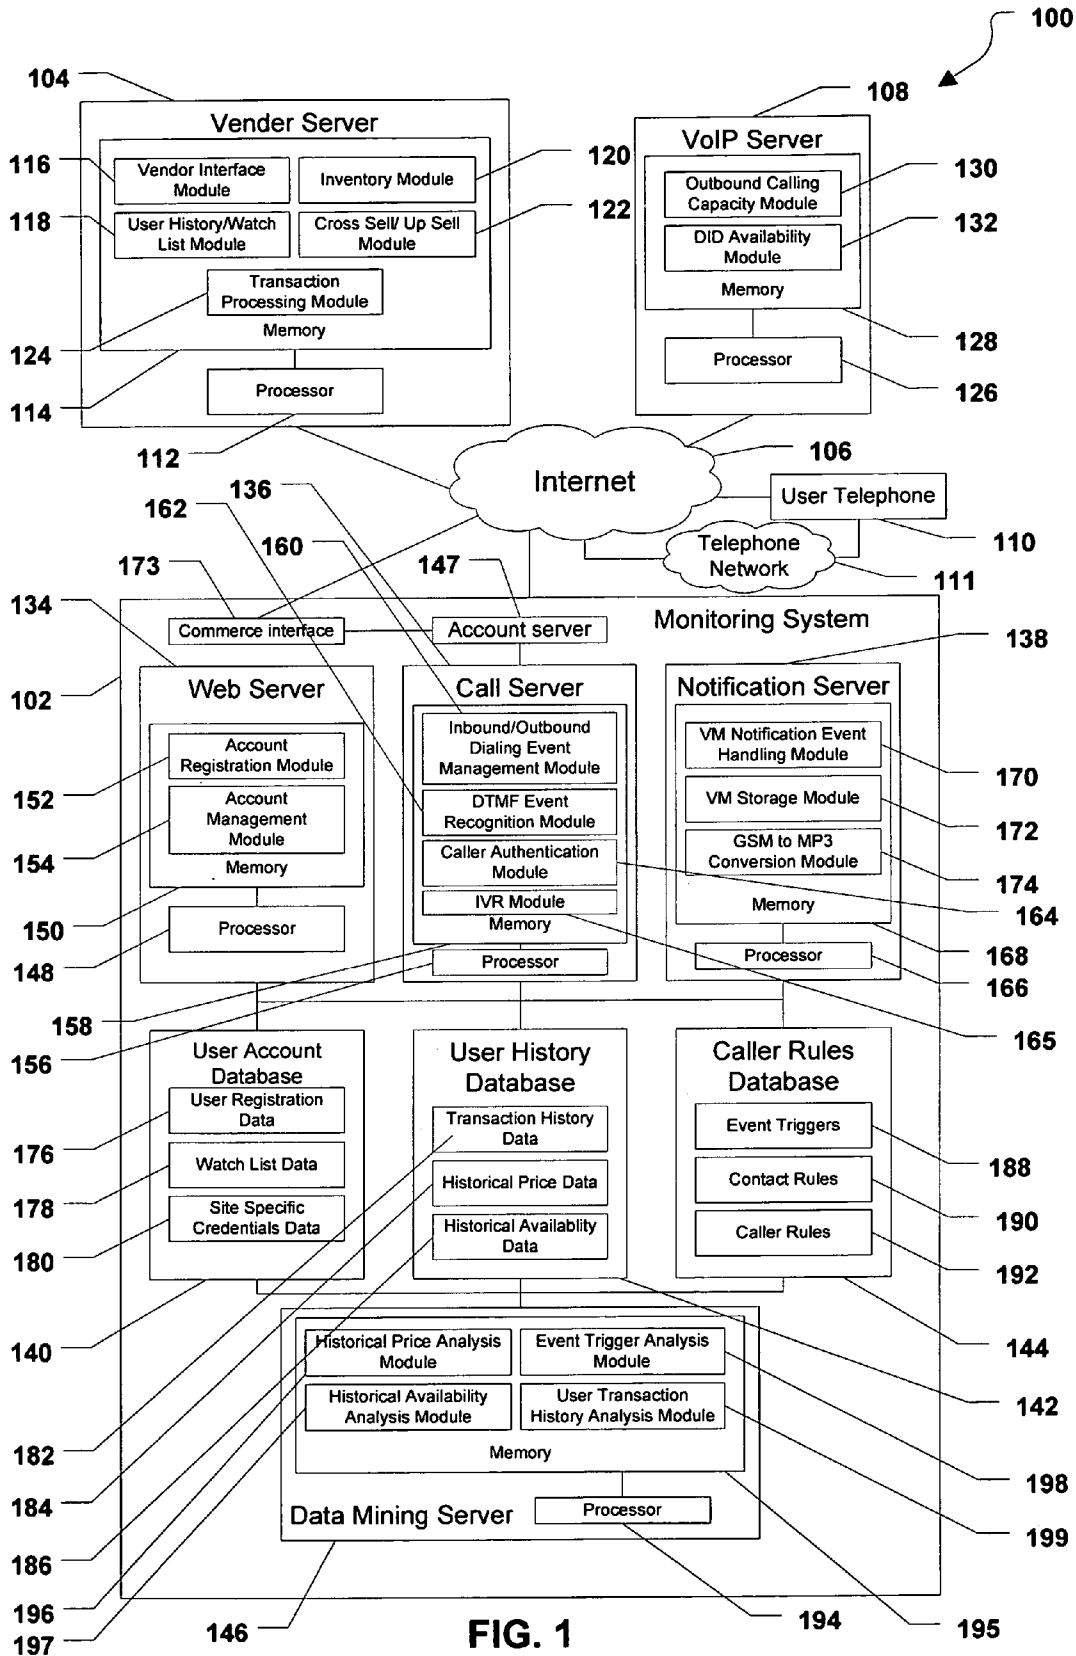 100
104
Vender Server
108
VoIP Server
116
Vendor Interface
Module
Inventory Module
120
118
User History/Watch
List Module
Cross Sell/ Up Sell
Module
122
Transaction
Processing Module
Memory
124
114
Processor
112
Outbound Calling
Capacity Module
130
DID Availability
Module
132
Memory
128
Processor
126
Internet
106
User Telephone
110
Telephone
Network
111
136
162
160
173
147
134
102
Commerce interface
Account server
Monitoring System
138
Web Server
Account
Registration Module
152
Account
Management
Module
154
Memory
150
Processor
148
Call Server
Inbound/Outbound
Dialing Event
Management Module
DTMF Event
Recognition Module
Caller Authentication
Module
IVR Module
Memory
Processor
158
156
Notification Server
VM Notification Event
Handling Module
170
VM Storage Module
172
GSM to MP3
Conversion Module
174
164
Memory
168
Processor
166
165
User Account
Database
User Registration
Data
176
Watch List Data
178
Site Specific
Credentials Data
180
140
User History
Database
Transaction History
Data
Historical Price Data
Historical Availablity
Data
Caller Rules
Database
Event Triggers
188
Contact Rules
190
Caller Rules
192
144
142
Historical Price Analysis
Module
Event Trigger Analysis
Module
Historical Availability
Analysis Module
User Transaction
History Analysis Module
Memory
Data Mining Server
Processor
182
184
186
196
197
198
199
146
FIG. 1
194
195